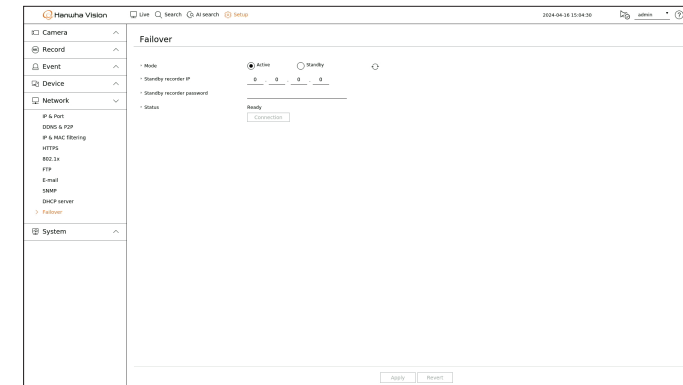 Hanwha Vision
Live Search AI search Setup
2024-04-16 15:04:30 admin
Camera
Record
Event
Device
Network
IP & Port
DDNS & P2P
IP & MAC filtering
HTTPS
802.1x
FTP
E-mail
SNMP
DHCP server
Failover
System
Failover
Mode Active Standby
Standby recorder IP 0 . 0 . 0 . 0
Standby recorder password
Status Ready
Connection
Apply Revert